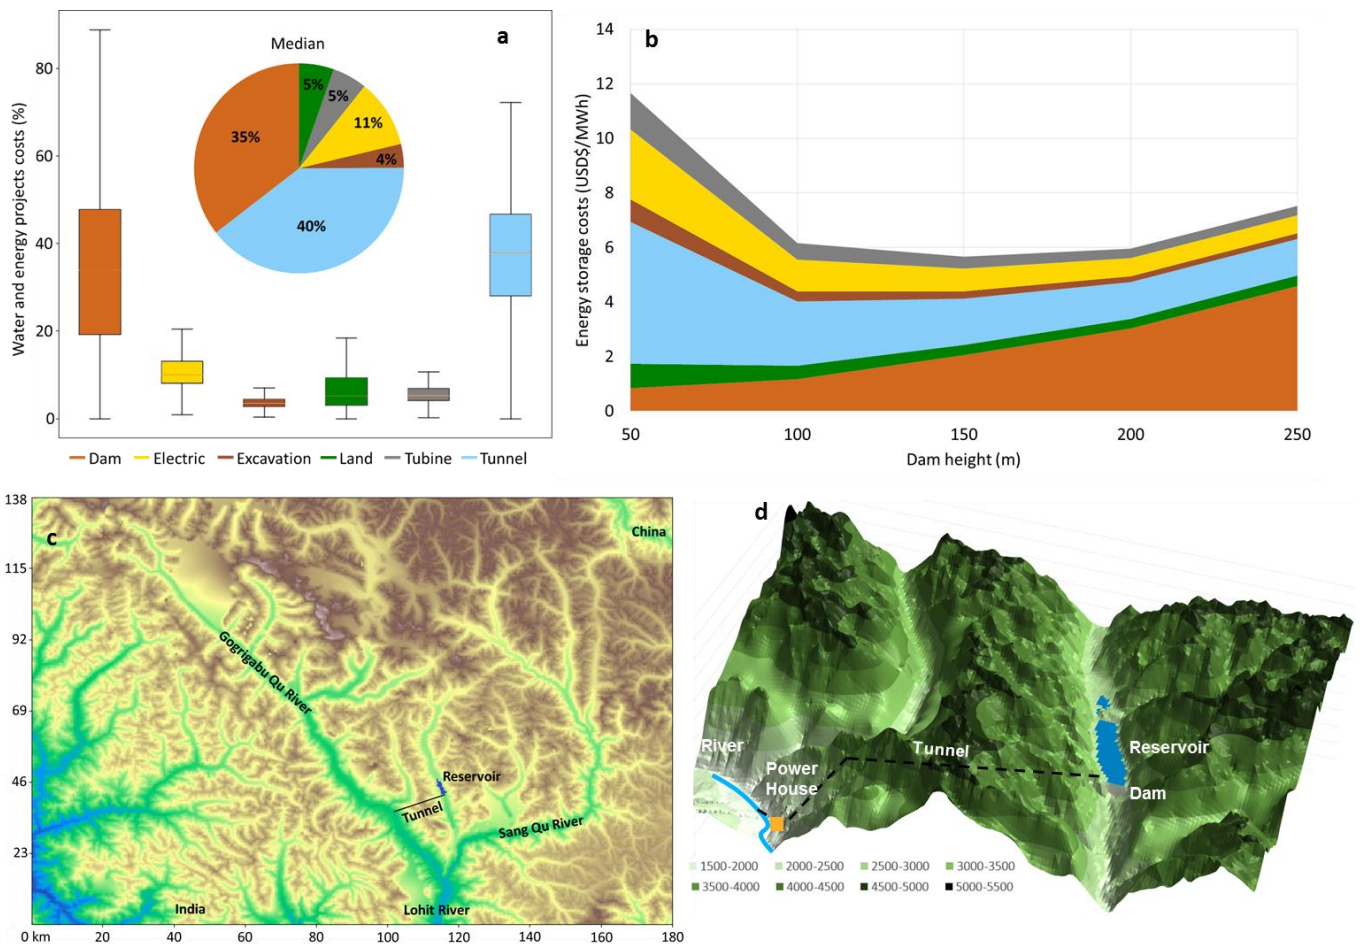 a
Median
5%
5%
11%
4%
40%
35%
Water and energy projects costs (%)
80
60
40
20
0
Dam
Electric
Excavation
Land
Tubine
Tunnel
b
Energy storage costs (USD$/MWh)
14
12
10
8
6
4
2
0
50
100
150
200
250
Dam height (m)
c
138
115
92
69
46
23
0 km
20
40
60
80
100
120
140
160
180
China
Gogrigabu Qu River
Reservoir
Tunnel
Sang Qu River
India
Lohit River
d
River
Power
House
Tunnel
Reservoir
Dam
1500-2000
2000-2500
2500-3000
3000-3500
3500-4000
4000-4500
4500-5000
5000-5500